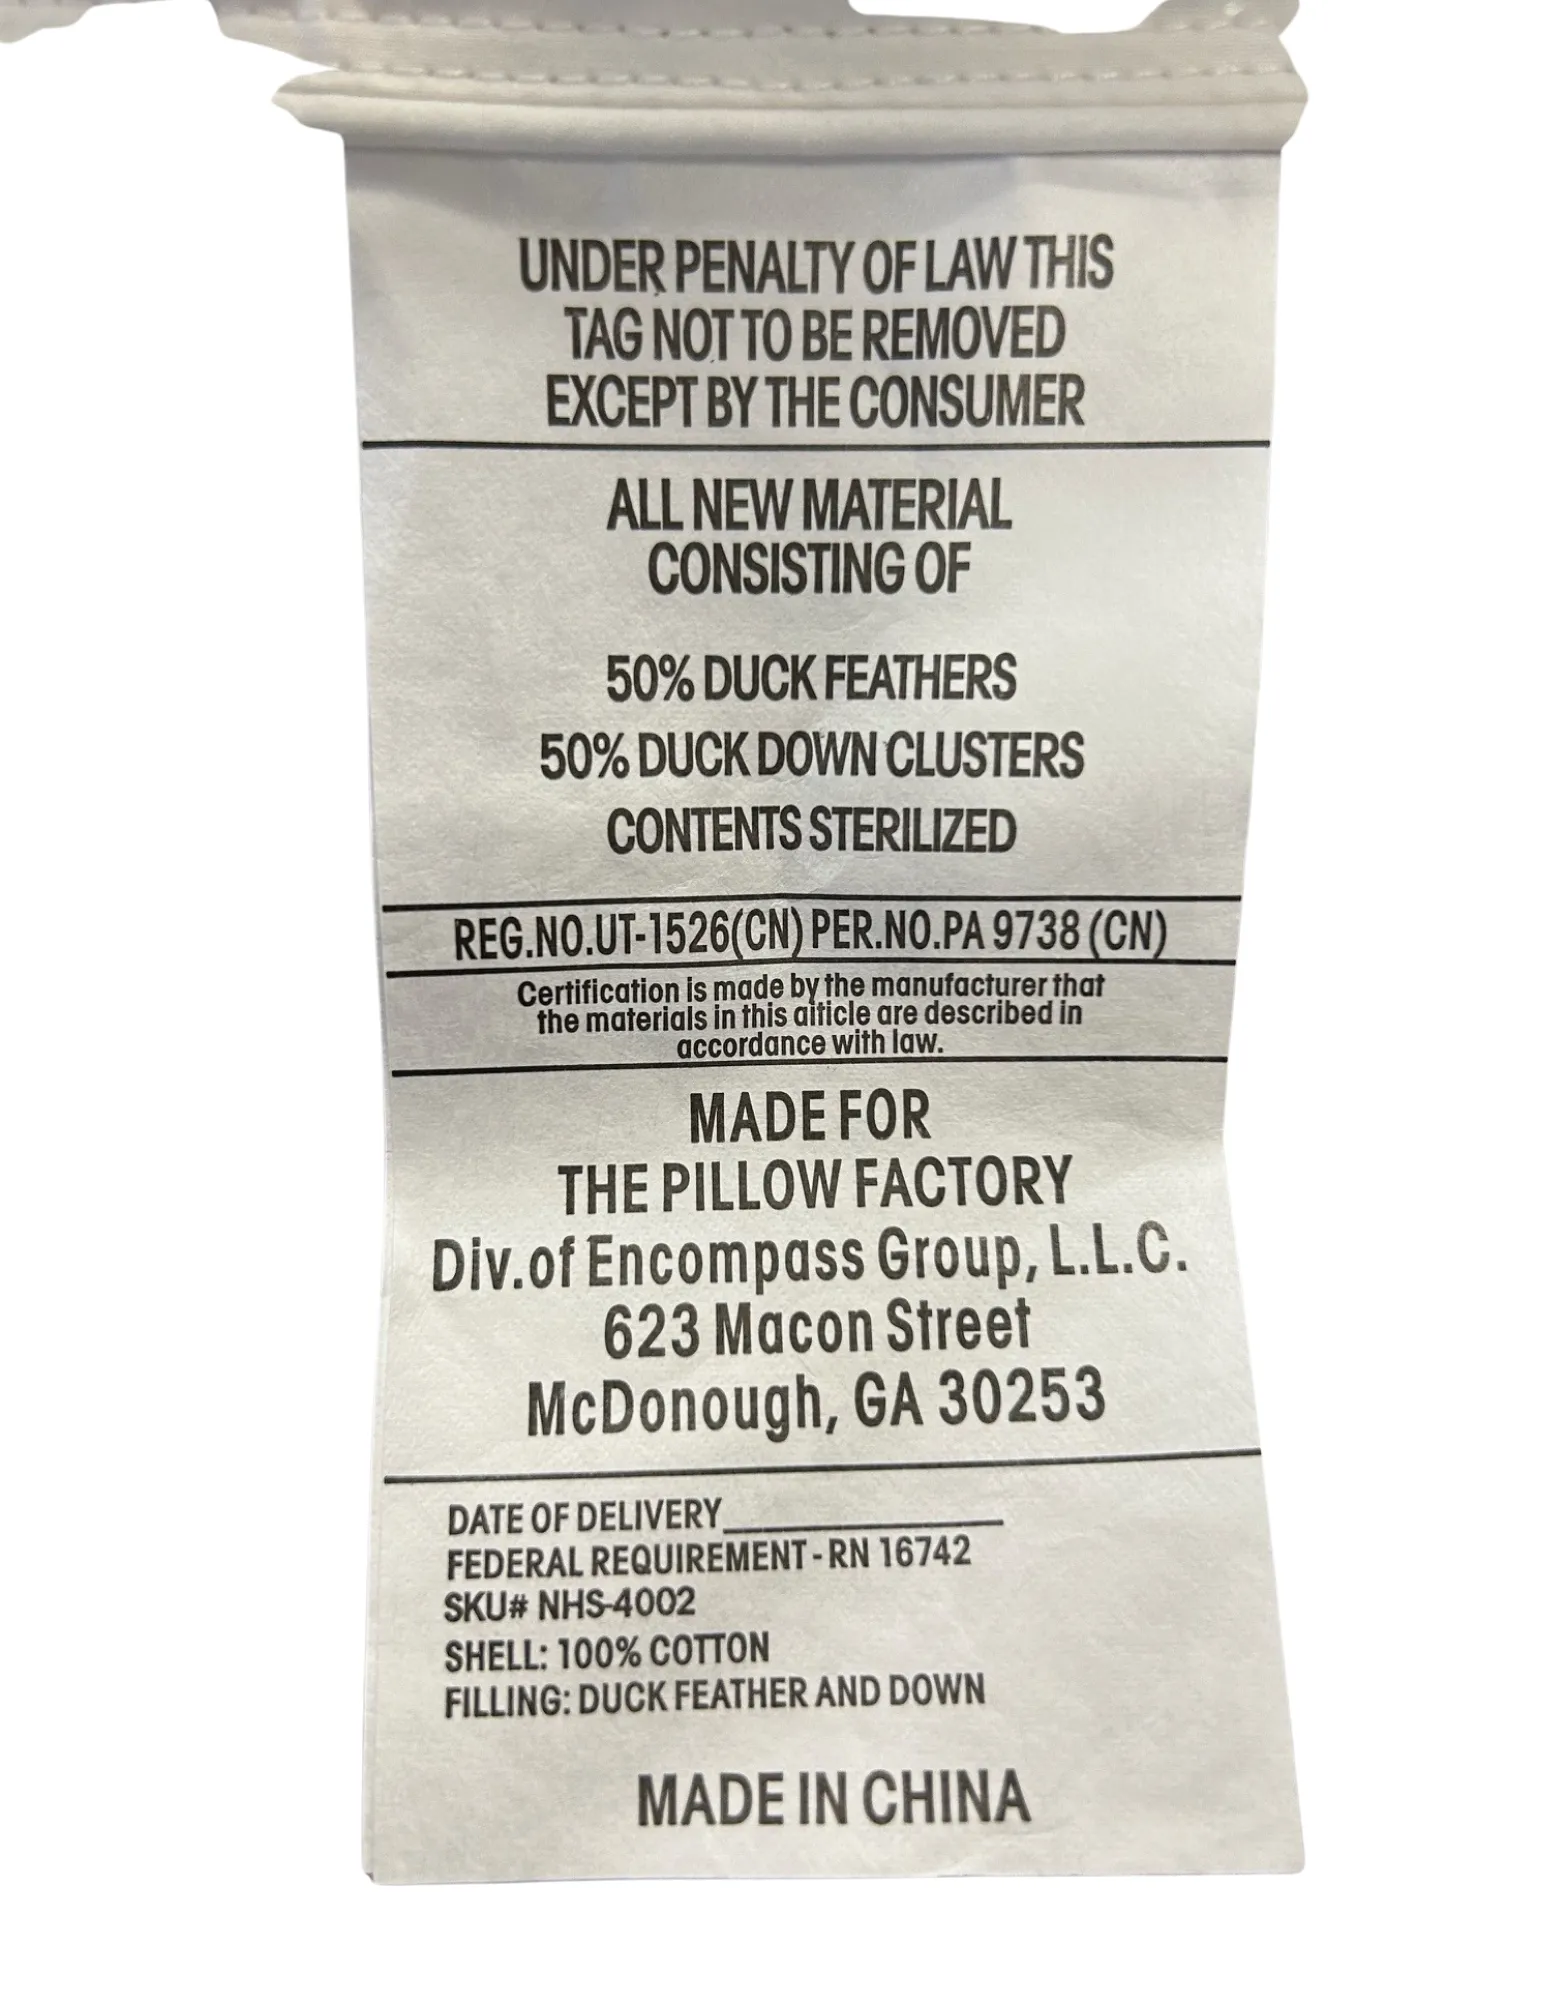 UNDER PENALTY OF LAW THIS
TAG NOT TO BE REMOVED
EXCEPT BY THE CONSUMER
ALL NEW MATERIAL
CONSISTING OF
50% DUCK FEATHERS
50% DUCK DOWN CLUSTERS
CONTENTS STERILIZED
REG.NO.UT-1526(CN) PER.NO.PA 9738 (CN)
Certification is made by the manufacturer that
the materials in this aiticle are described in
accordance with law.
MADE FOR
THE PILLOW FACTORY
Div.of Encompass Group, L.L.C.
623 Macon Street
McDonough, GA 30253
DATE OF DELIVERY
FEDERAL REQUIREMENT - RN 16742
SKU# NHS-4002
SHELL: 100% COTTON
FILLING: DUCK FEATHER AND DOWN
MADE IN CHINA